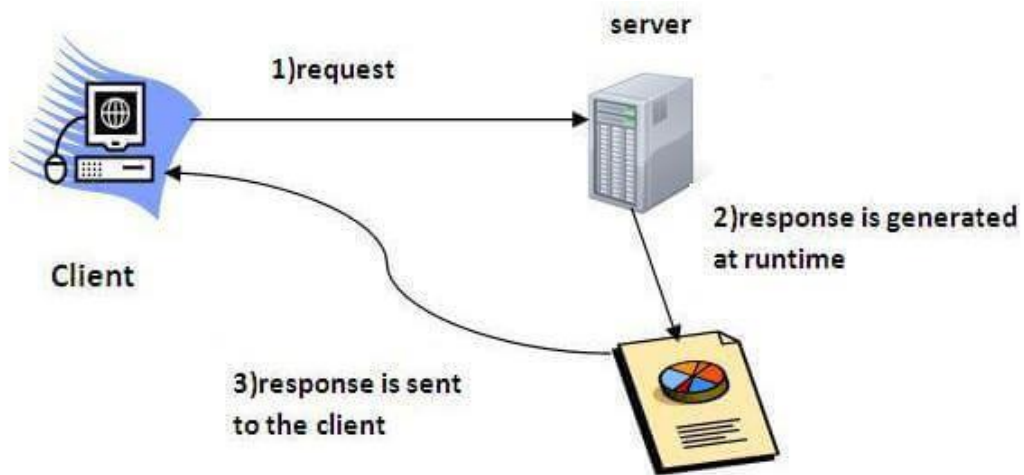 server
1)request
2)response is generated
at runtime
Client
3)response is sent
to the client